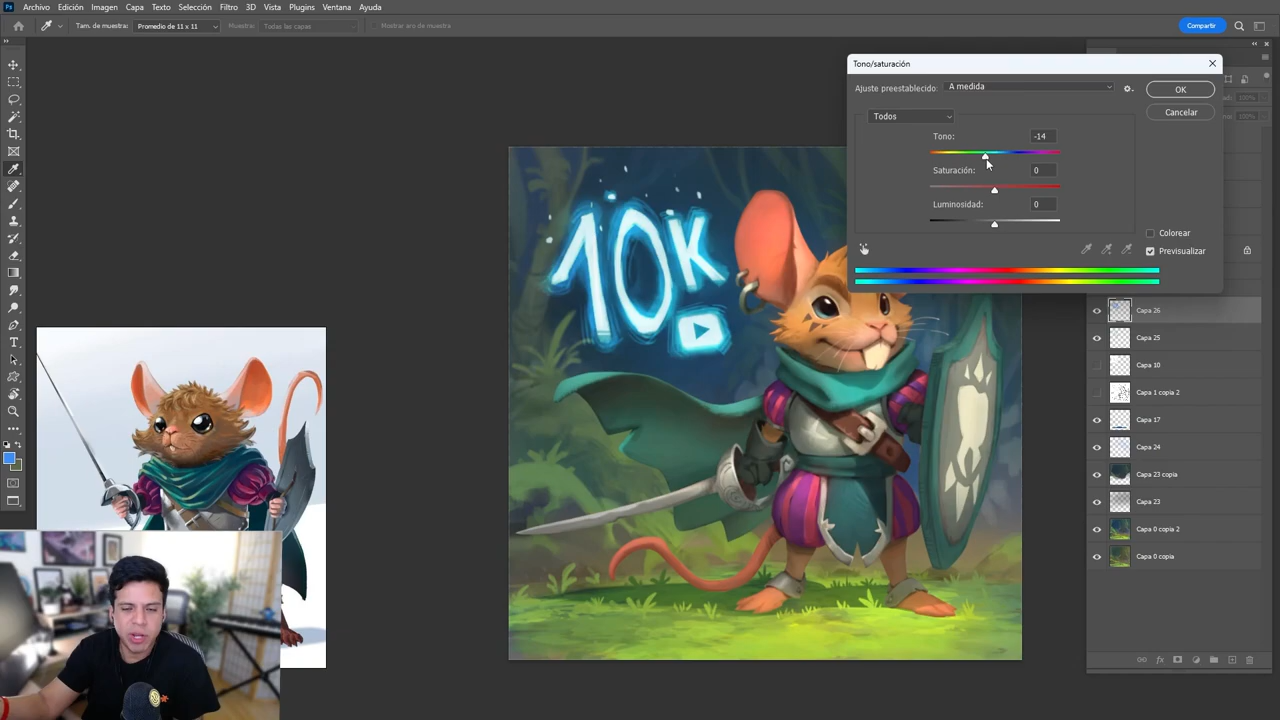 Ps Archivo Edición Imagen Capa Texto Selección Filtro 3D Vista Plugins Ventana Ayuda
Tam. de muestra: Promedio de 11 x 11 Muestra: Todas las capas Mostrar aro de muestra Compartir
Tono/saturación
Ajuste preestablecido: A medida
OK
Todos
Cancelar
Tono: -14
Saturación: 0
Luminosidad: 0
Colorear
Previsualizar
10K
Capa 26
Capa 25
Capa 10
Capa 1 copia 2
Capa 17
Capa 24
Capa 23 copia
Capa 23
Capa 0 copia 2
Capa 0 copia
fx